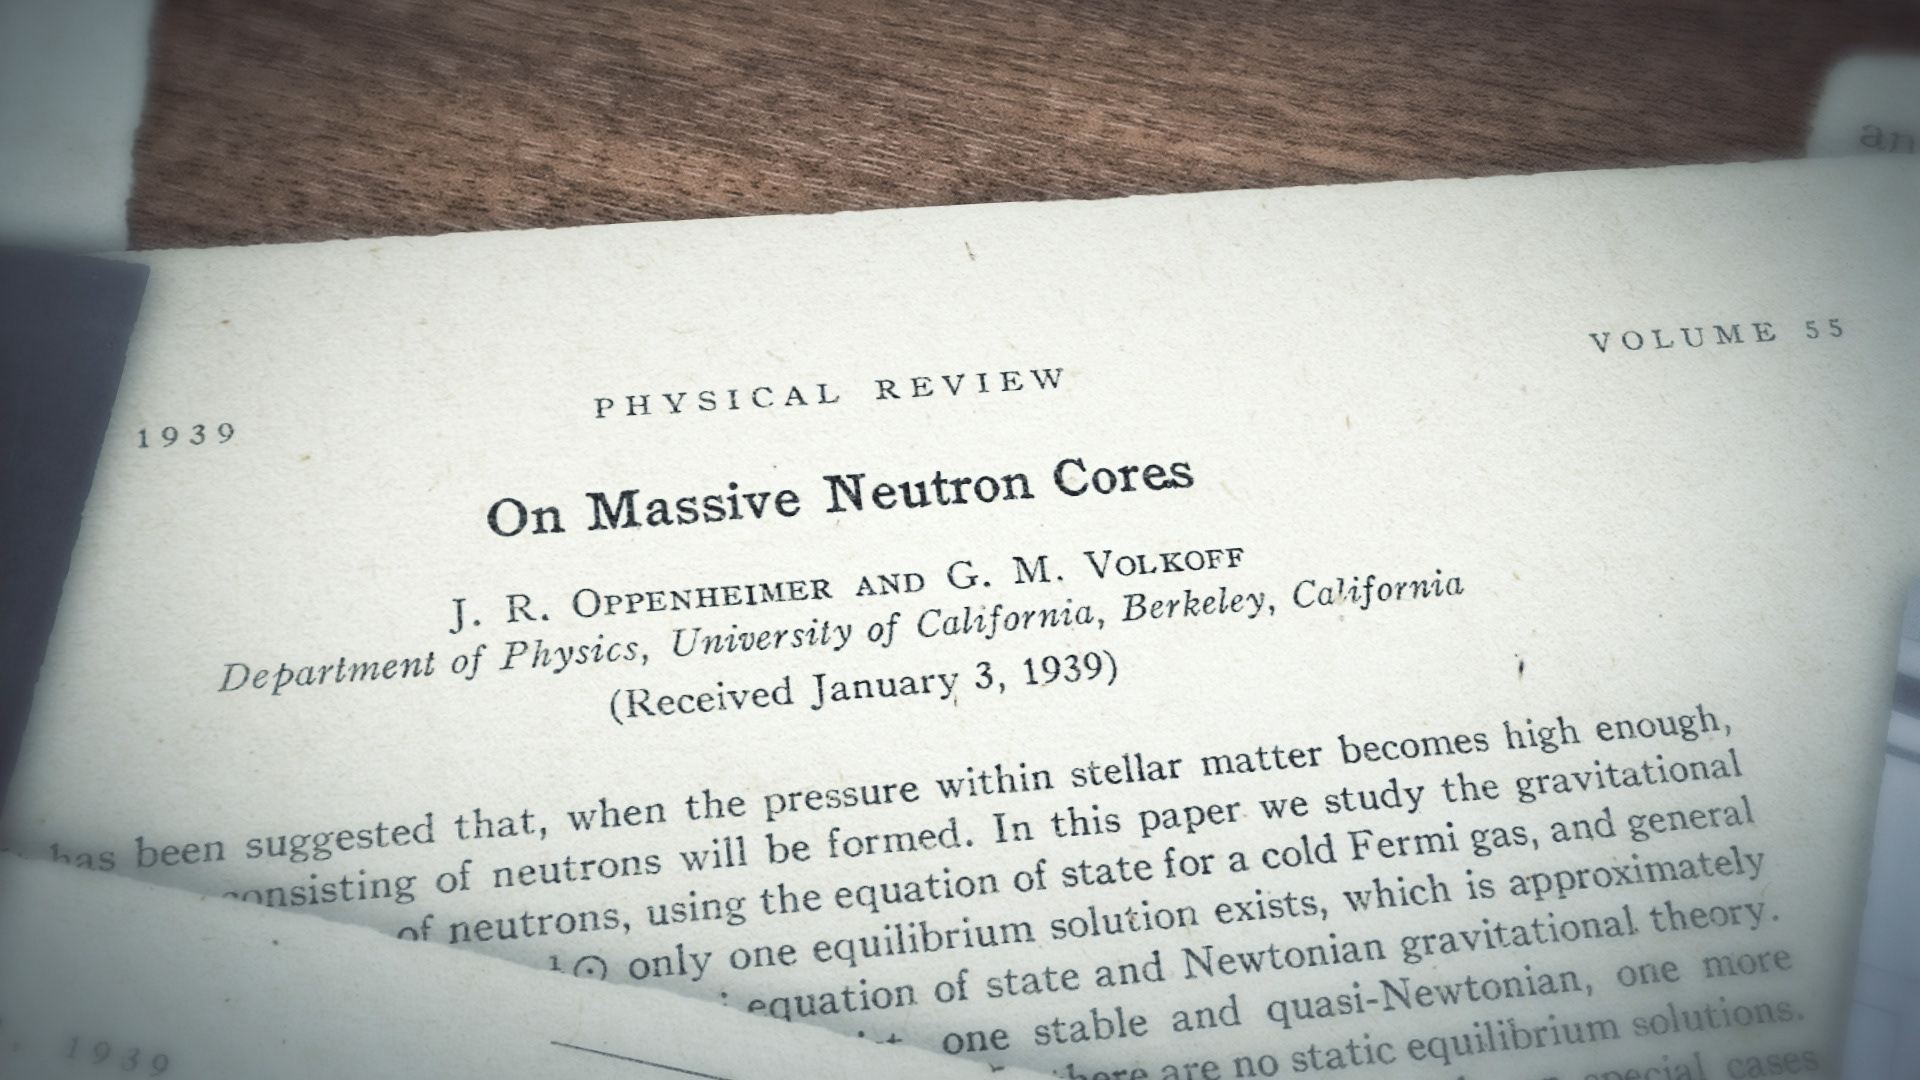 an
VOLUME 55
PHYSICAL REVIEW
1939
On Massive Neutron Cores
J. R. OPPENHEIMER AND G. M. VOLKOFF
Department of Physics, University of California, Berkeley, California
(Received January 3, 1939)
has been suggested that, when the pressure within stellar matter becomes high enough,
consisting of neutrons will be formed. In this paper we study the gravitational
of neutrons, using the equation of state for a cold Fermi gas, and general
⊙ only one equilibrium solution exists, which is approximately
equation of state and Newtonian gravitational theory.
one stable and quasi-Newtonian, one more
there are no static equilibrium solutions.
special cases
1939